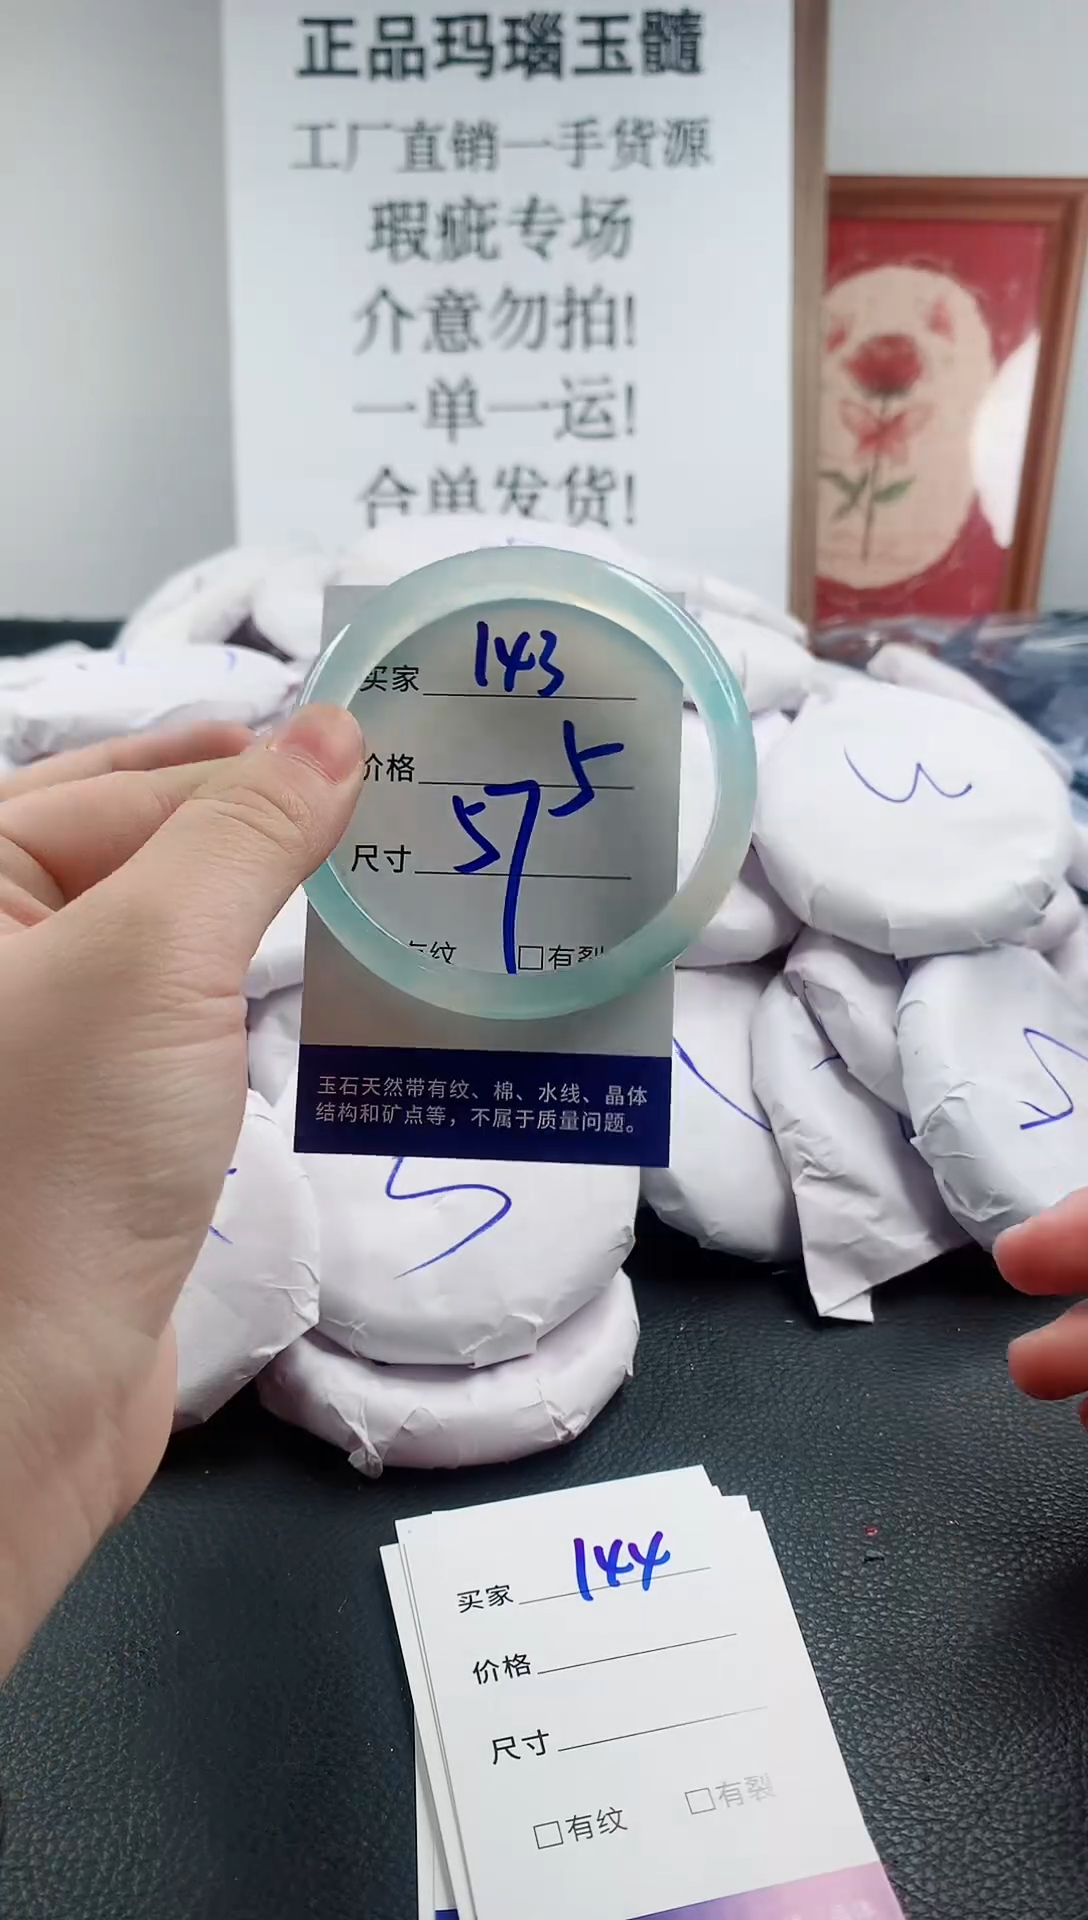 正品玛瑙玉髓
工厂直销一手货源
瑕疵专场
介意勿拍!
一单一运!
合单发货!
买家 143
价格 5
尺寸 57
有纹 □有裂
玉石天然带有纹、棉、水线、晶体
结构和矿点等，不属于质量问题。
5
买家 144
价格
尺寸
□有纹 □有裂